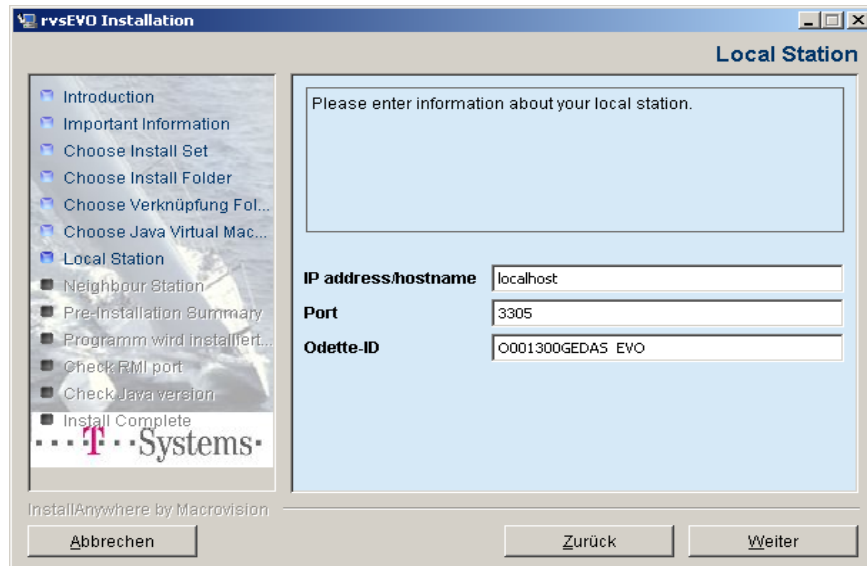 rvsEVO Installation
Local Station
Introduction
Important Information
Choose Install Set
Choose Install Folder
Choose Verknüpfung Fol...
Choose Java Virtual Mac...
Local Station
Neighbour Station
Pre-Installation Summary
Programm wird installiert...
Check RMI port
Check Java version
Install Complete
T Systems
Please enter information about your local station.
IP address/hostname localhost
Port 3305
Odette-ID O001300GEDAS EVO
InstallAnywhere by Macrovision
Abbrechen Zurück Weiter